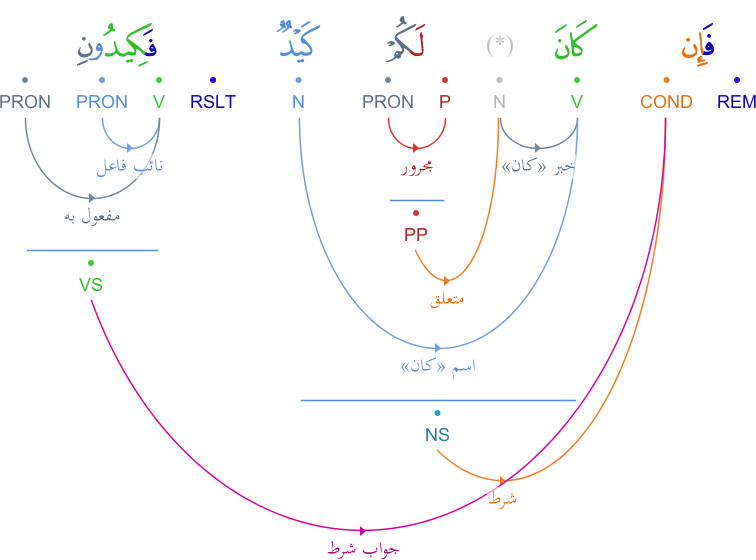 فَإِن كَانَ (*) لَكُمْ كَيْدٌ فَكِيدُونِ
REM COND V N P PRON N RSLT V PRON PRON
خبر «كان» مجرور نائب فاعل
مفعول به
PP
VS
متعلق
اسم «كان»
NS
شرط
جواب شرط